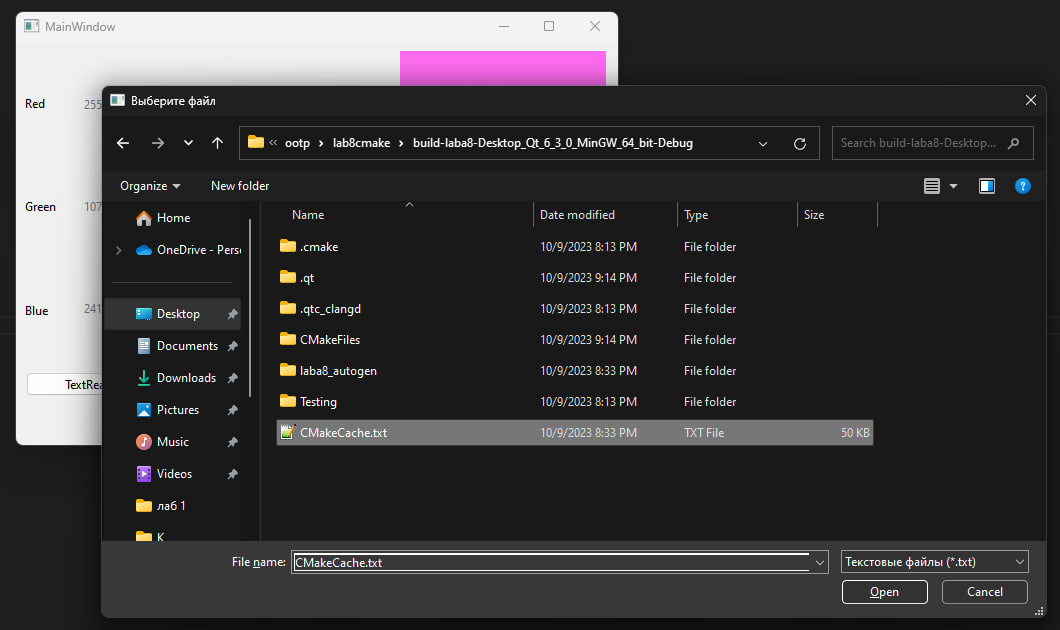 MainWindow
Red 255
Green 107
Blue 241
TextRea
Выберите файл
« ootp > lab8cmake > build-laba8-Desktop_Qt_6_3_0_MinGW_64_bit-Debug
Search build-laba8-Desktop...
Organize New folder
Home
OneDrive - Perso
Desktop
Documents
Downloads
Pictures
Music
Videos
лаб 1
К
Name Date modified Type Size
.cmake 10/9/2023 8:13 PM File folder
.qt 10/9/2023 9:14 PM File folder
.qtc_clangd 10/9/2023 8:13 PM File folder
CMakeFiles 10/9/2023 9:14 PM File folder
laba8_autogen 10/9/2023 8:33 PM File folder
Testing 10/9/2023 8:13 PM File folder
CMakeCache.txt 10/9/2023 8:33 PM TXT File 50 KB
File name: CMakeCache.txt Текстовые файлы (*.txt)
Open Cancel